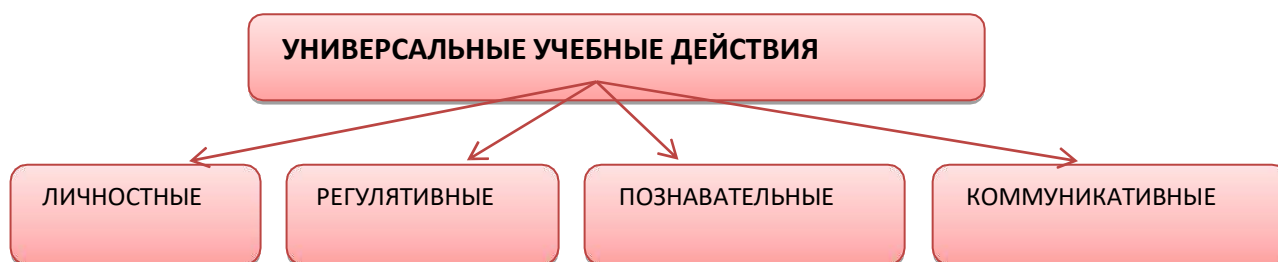 УНИВЕРСАЛЬНЫЕ УЧЕБНЫЕ ДЕЙСТВИЯ
ЛИЧНОСТНЫЕ
РЕГУЛЯТИВНЫЕ
ПОЗНАВАТЕЛЬНЫЕ
КОММУНИКАТИВНЫЕ